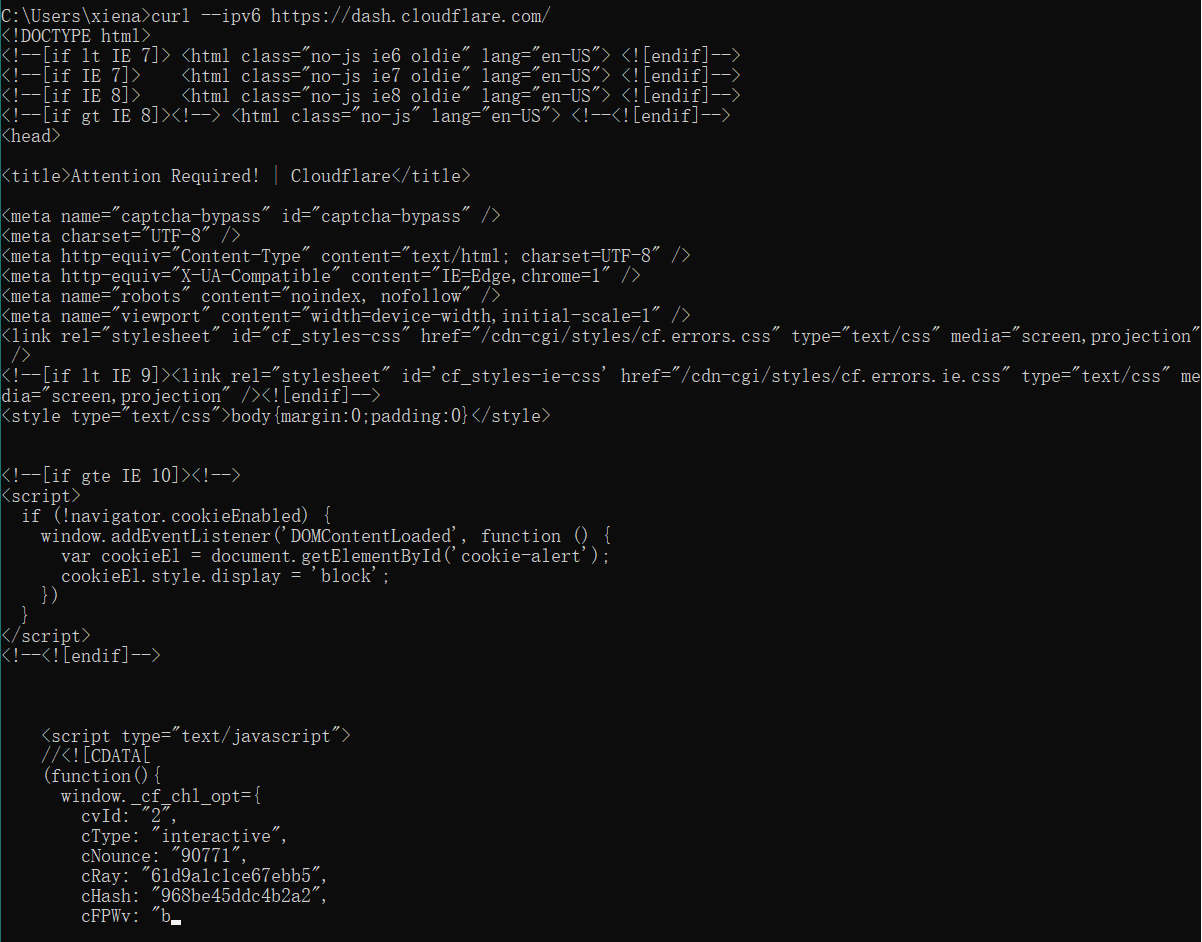 C:\Users\xiena>curl --ipv6 https://dash.cloudflare.com/
<!DOCTYPE html>
<!--[if lt IE 7]> <html class="no-js ie6 oldie" lang="en-US"> <![endif]-->
<!--[if IE 7]>    <html class="no-js ie7 oldie" lang="en-US"> <![endif]-->
<!--[if IE 8]>    <html class="no-js ie8 oldie" lang="en-US"> <![endif]-->
<!--[if gt IE 8]><!--> <html class="no-js" lang="en-US"> <!--<![endif]-->
<head>

<title>Attention Required! | Cloudflare</title>

<meta name="captcha-bypass" id="captcha-bypass" />
<meta charset="UTF-8" />
<meta http-equiv="Content-Type" content="text/html; charset=UTF-8" />
<meta http-equiv="X-UA-Compatible" content="IE=Edge,chrome=1" />
<meta name="robots" content="noindex, nofollow" />
<meta name="viewport" content="width=device-width,initial-scale=1" />
<link rel="stylesheet" id="cf_styles-css" href="/cdn-cgi/styles/cf.errors.css" type="text/css" media="screen,projection"
 />
<!--[if lt IE 9]><link rel="stylesheet" id='cf_styles-ie-css' href="/cdn-cgi/styles/cf.errors.ie.css" type="text/css" me
dia="screen,projection" /><![endif]-->
<style type="text/css">body{margin:0;padding:0}</style>


<!--[if gte IE 10]><!-->
<script>
  if (!navigator.cookieEnabled) {
    window.addEventListener('DOMContentLoaded', function () {
      var cookieEl = document.getElementById('cookie-alert');
      cookieEl.style.display = 'block';
    })
  }
</script>
<!--<![endif]-->



    <script type="text/javascript">
    //<![CDATA[
    (function(){
      window._cf_chl_opt={
        cvId: "2",
        cType: "interactive",
        cNounce: "90771",
        cRay: "61d9a1c1ce67ebb5",
        cHash: "968be45ddc4b2a2",
        cFPWv: "b